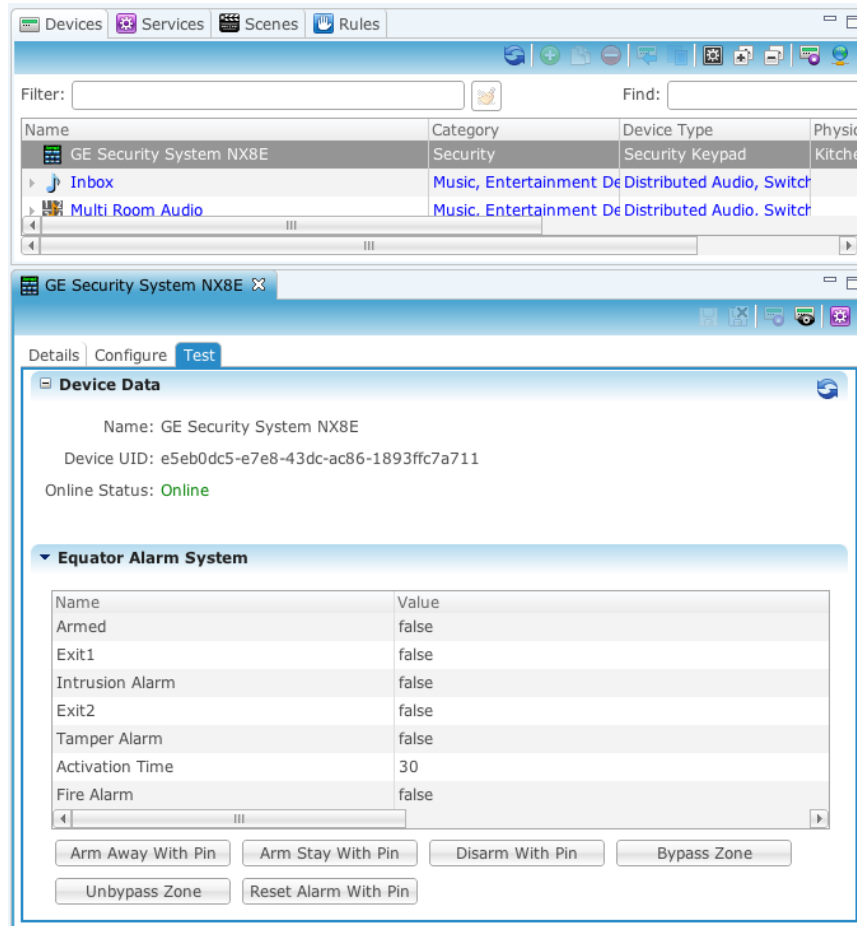 Devices Services Scenes Rules
Filter: Find:
Name Category Device Type Physic
GE Security System NX8E Security Security Keypad Kitche
Inbox Music, Entertainment De Distributed Audio, Switch
Multi Room Audio Music, Entertainment De Distributed Audio, Switch
GE Security System NX8E
Details Configure Test
Device Data
Name: GE Security System NX8E
Device UID: e5eb0dc5-e7e8-43dc-ac86-1893ffc7a711
Online Status: Online
Equator Alarm System
Name Value
Armed false
Exit1 false
Intrusion Alarm false
Exit2 false
Tamper Alarm false
Activation Time 30
Fire Alarm false
Arm Away With Pin Arm Stay With Pin Disarm With Pin Bypass Zone
Unbypass Zone Reset Alarm With Pin